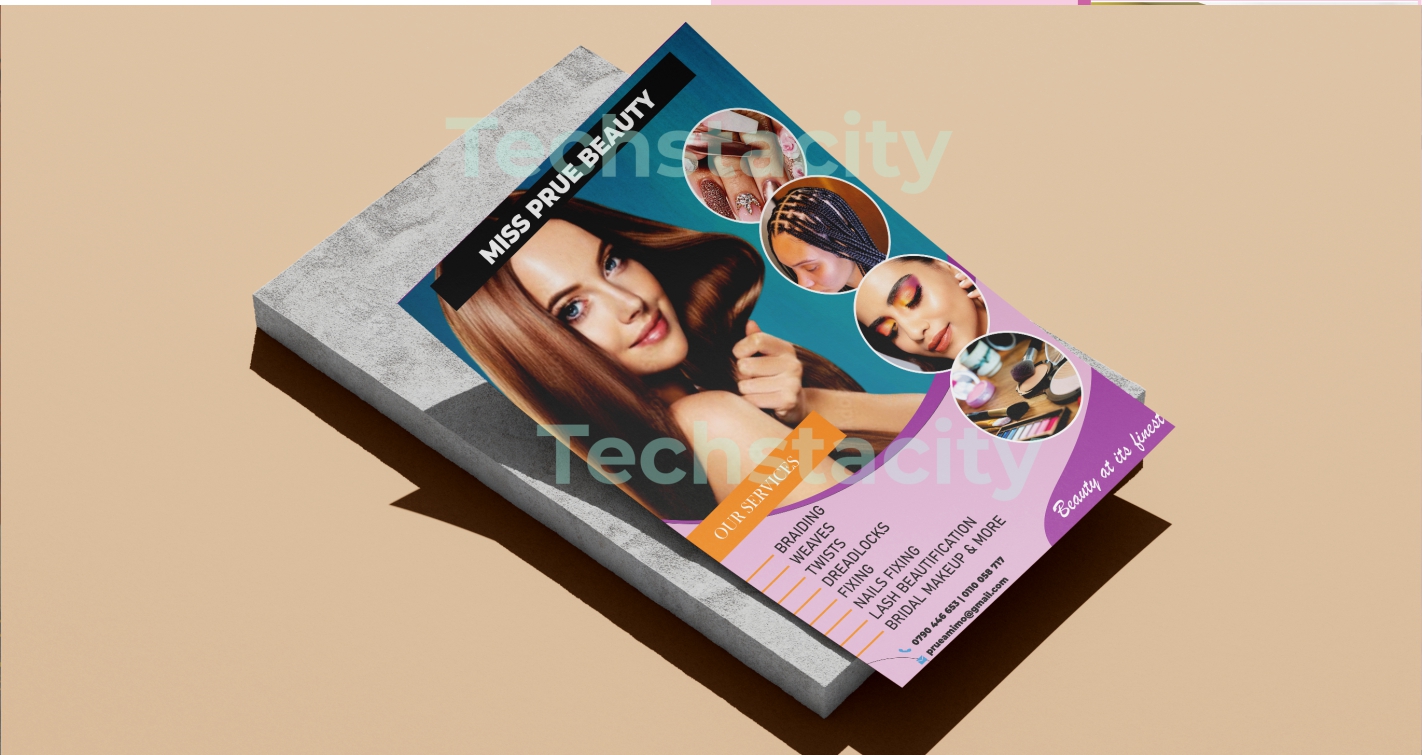 Techstacity
MISS PRUE BEAUTY
Techstacity
OUR SERVICES
BRAIDING
WEAVES
TWISTS
DREADLOCKS
FIXING
NAILS FIXING
LASH BEAUTIFICATION
BRIDAL MAKEUP & MORE
Beauty at its finest
0790 446 653 | 0110 058 717
prueamimo@gmail.com